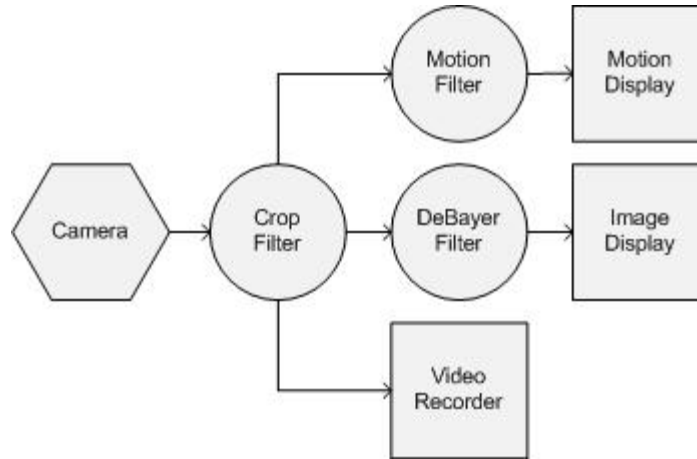 Motion
Filter
Motion
Display
Camera
Crop
Filter
DeBayer
Filter
Image
Display
Video
Recorder